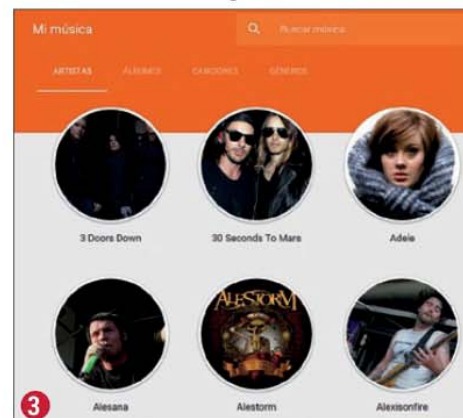 Mi música
Buscar música
ARTISTAS ÁLBUMES CANCIONES GÉNEROS
3 Doors Down 30 Seconds To Mars Adele
ALESTORM
Alesana Alestorm Alexisonfire
3